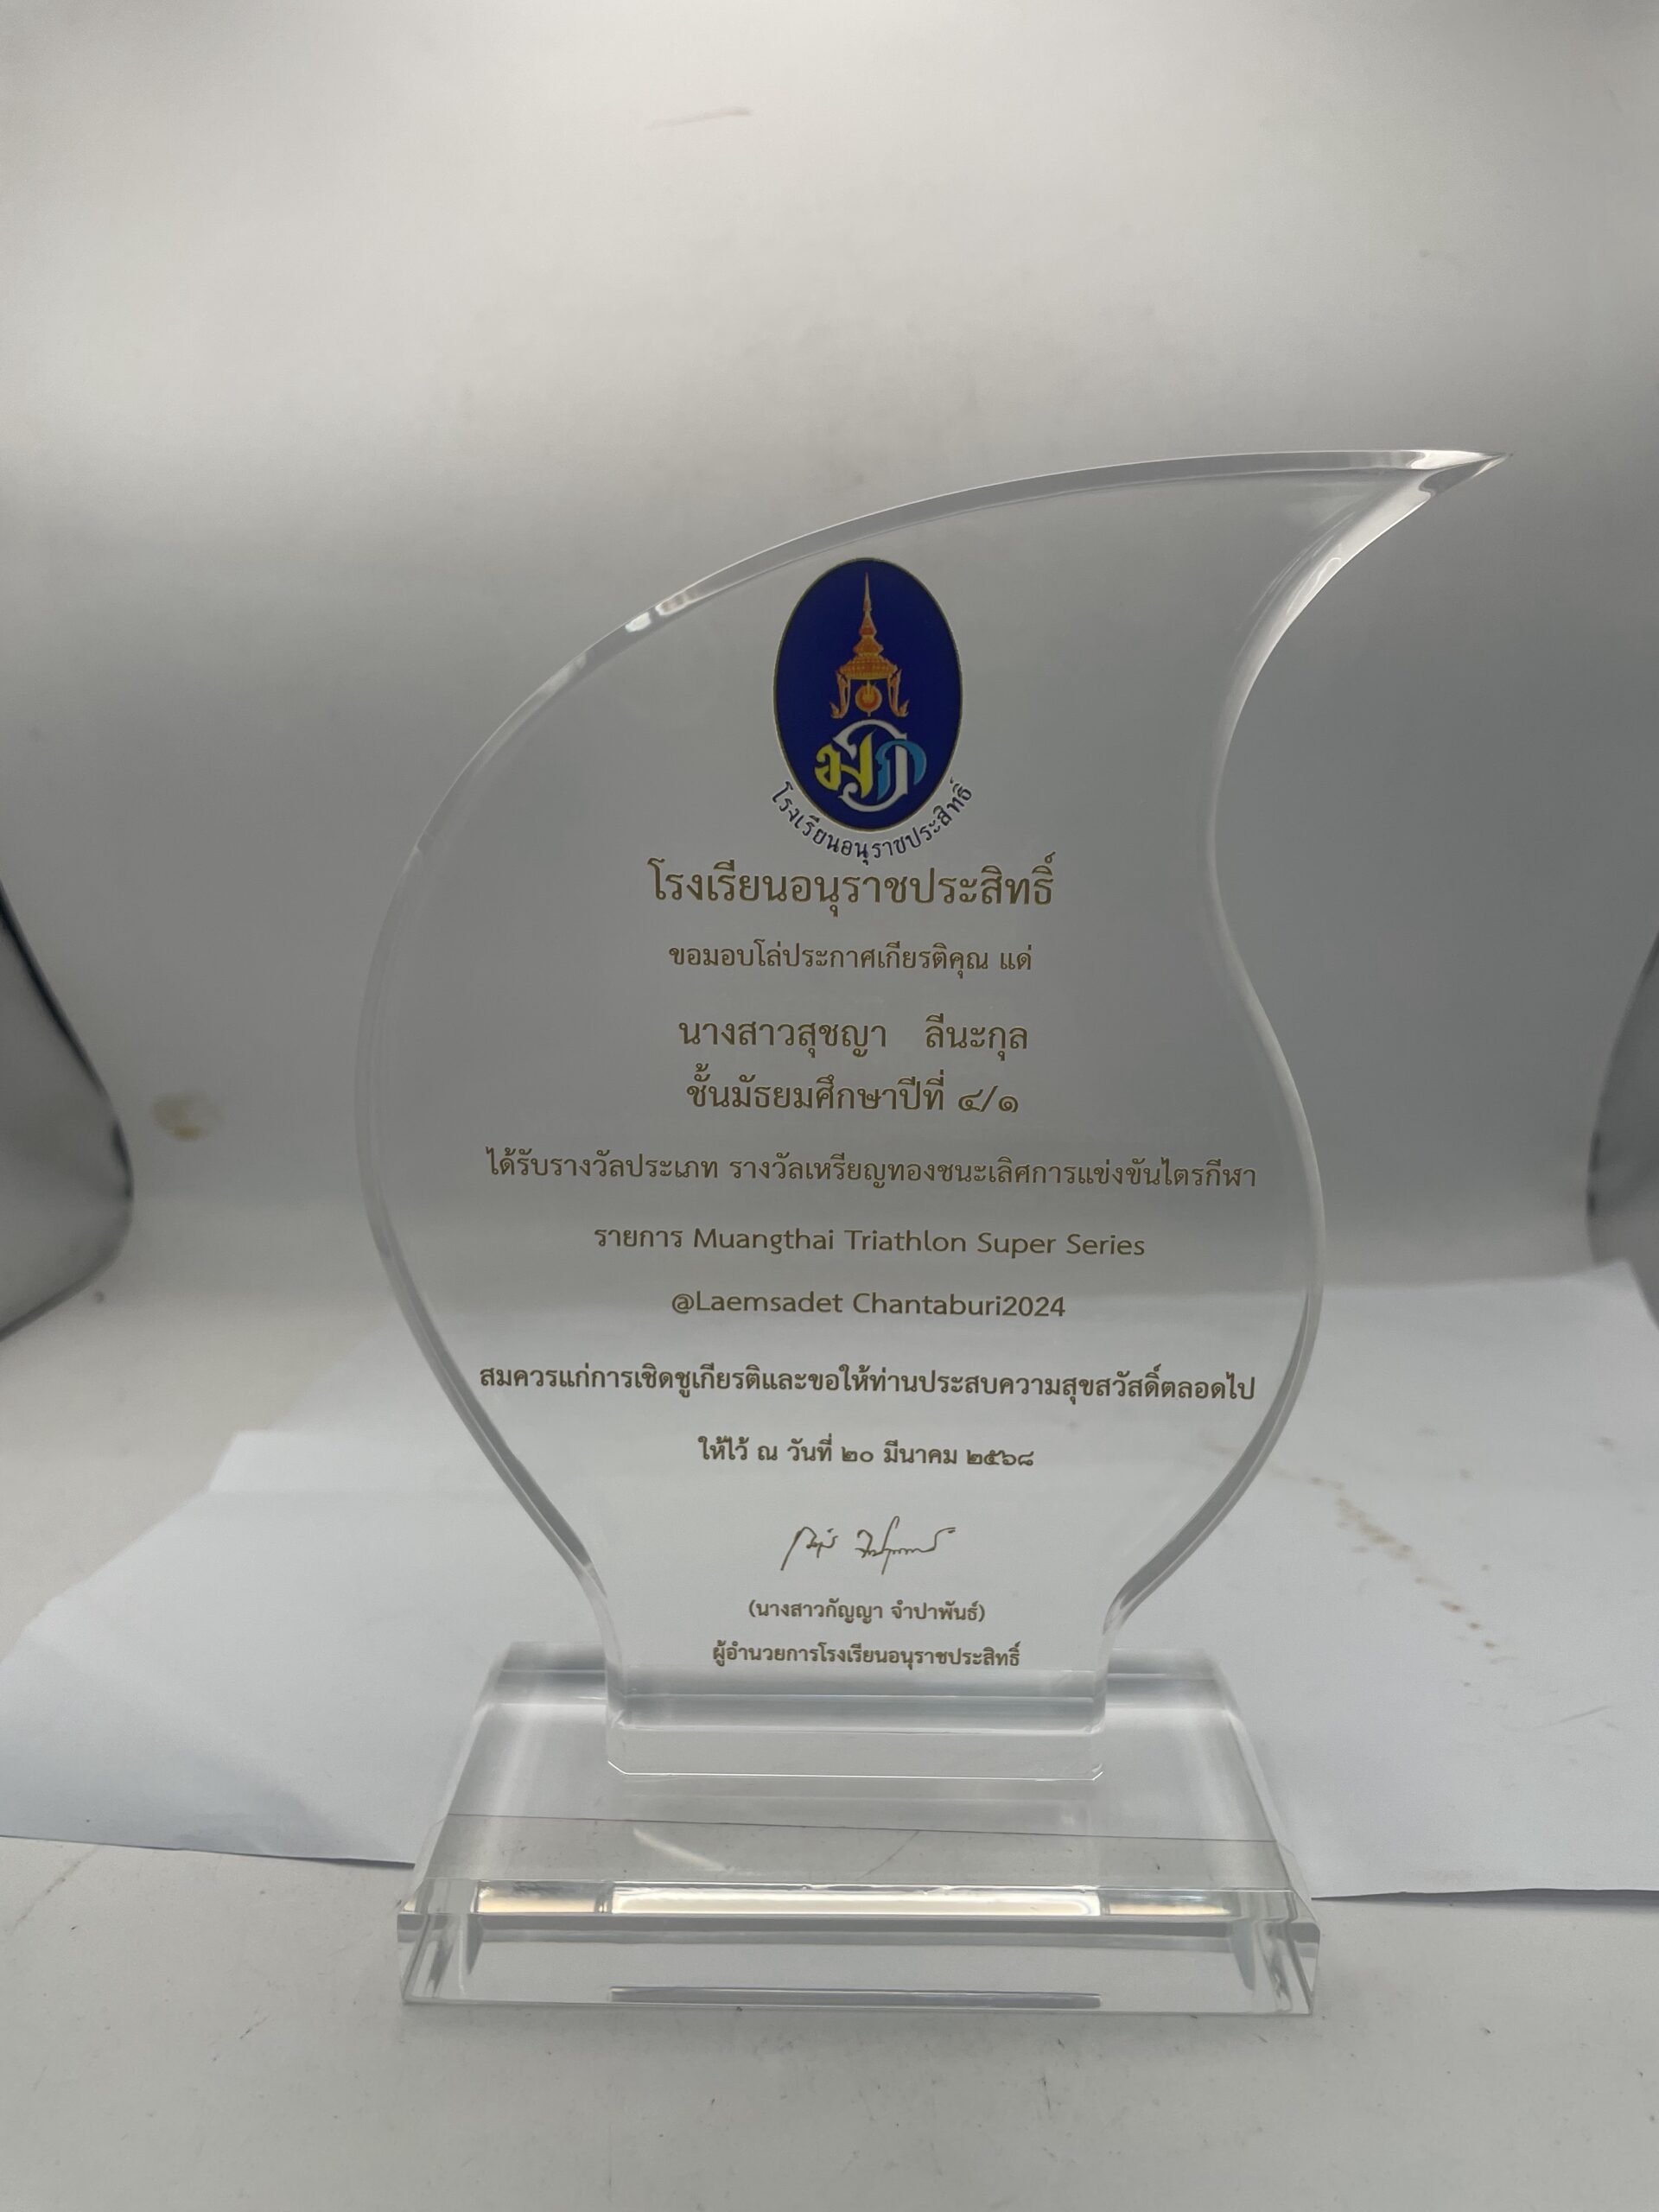 มวก
โรงเรียนอนุราชประสิทธิ์
โรงเรียนอนุราชประสิทธิ์
ขอมอบโล่ประกาศเกียรติคุณ แด่
นางสาวสุชญา ลีนะกุล
ชั้นมัธยมศึกษาปีที่ ๔/๑
ได้รับรางวัลประเภท รางวัลเหรียญทองชนะเลิศการแข่งขันไตรกีฬา
รายการ Muangthai Triathlon Super Series
@Laemsadet Chantaburi2024
สมควรแก่การเชิดชูเกียรติและขอให้ท่านประสบความสุขสวัสดิ์ตลอดไป
ให้ไว้ ณ วันที่ ๒๐ มีนาคม ๒๕๖๘
(นางสาวกัญญา จำปาพันธ์)
ผู้อำนวยการโรงเรียนอนุราชประสิทธิ์